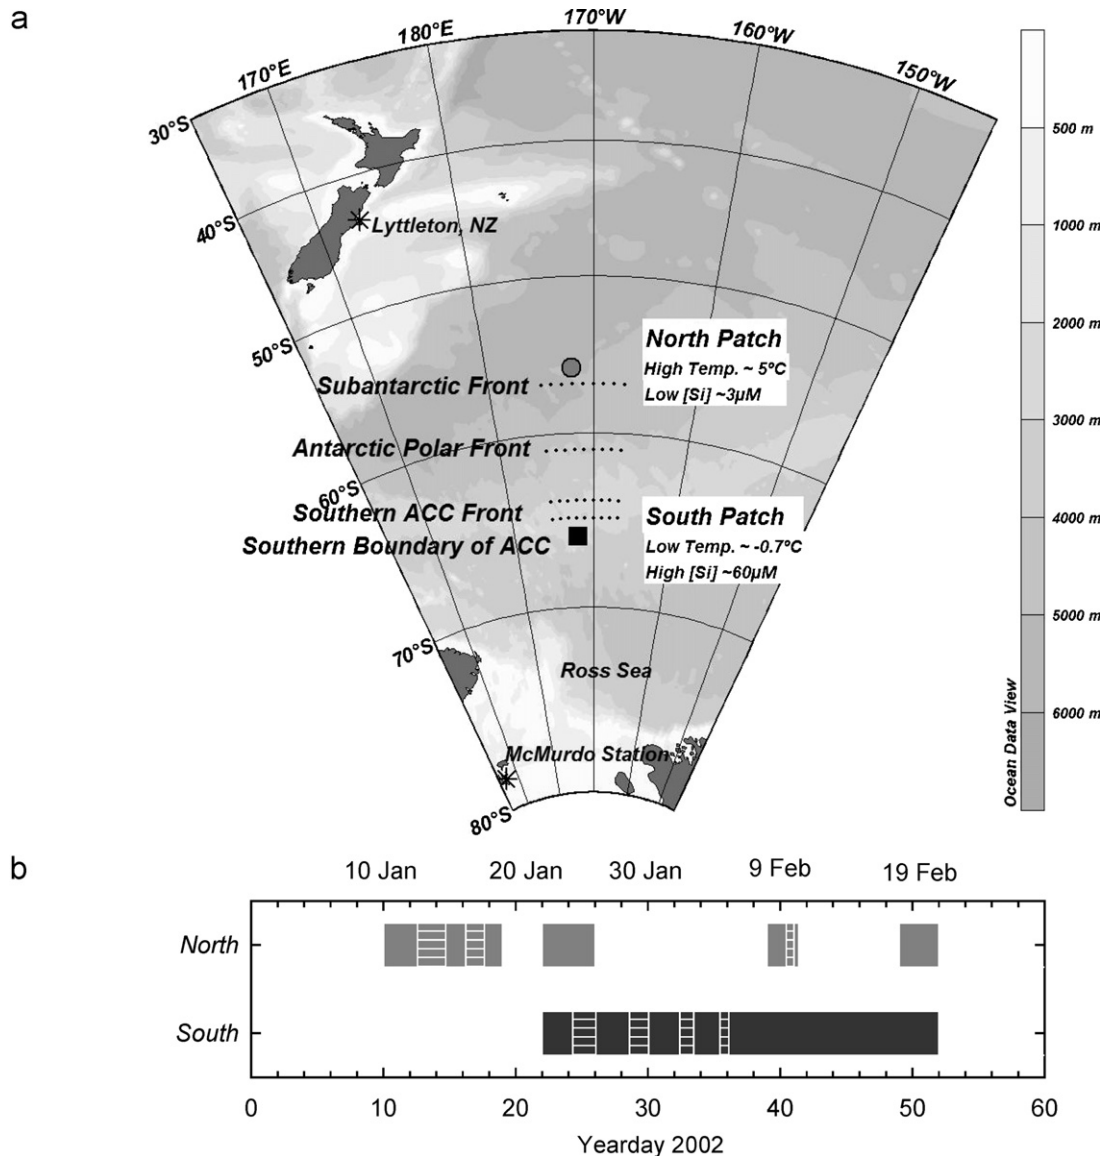 a
170°E
180°E
170°W
160°W
150°W
30°S
40°S
50°S
60°S
70°S
80°S
Lyttleton, NZ
North Patch
High Temp. ~ 5ºC
Low [Si] ~3µM
Subantarctic Front
Antarctic Polar Front
Southern ACC Front
Southern Boundary of ACC
South Patch
Low Temp. ~ -0.7ºC
High [Si] ~60µM
Ross Sea
McMurdo Station
500 m
1000 m
2000 m
3000 m
4000 m
5000 m
6000 m
Ocean Data View
b
10 Jan 20 Jan 30 Jan 9 Feb 19 Feb
North
South
0 10 20 30 40 50 60
Yearday 2002